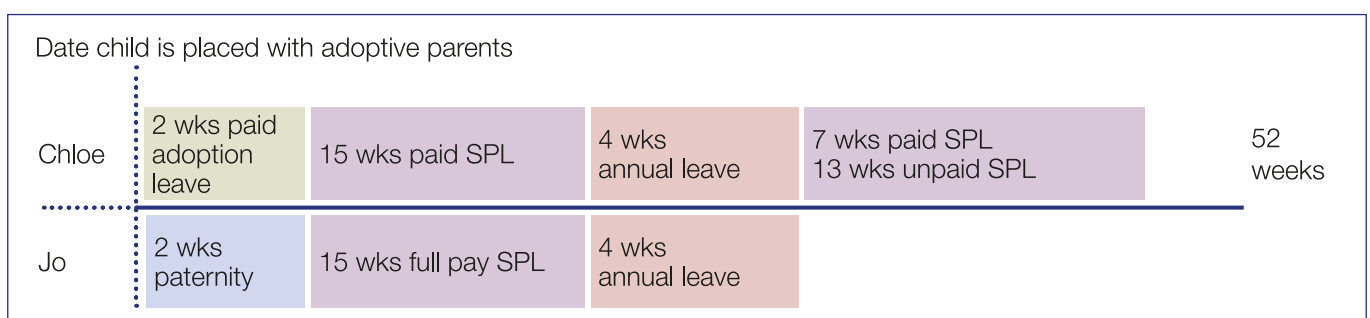 Date child is placed with adoptive parents
Chloe
2 wks paid
adoption
leave
15 wks paid SPL
4 wks
annual leave
7 wks paid SPL
13 wks unpaid SPL
52
weeks
Jo
2 wks
paternity
15 wks full pay SPL
4 wks
annual leave